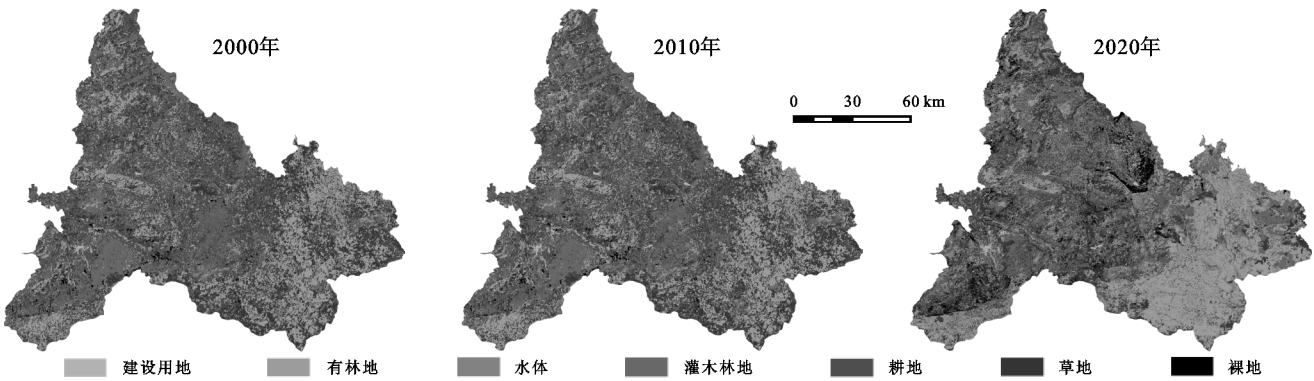 2000年
2010年
2020年
0 30 60 km
建设用地 有林地 水体 灌木林地 耕地 草地 裸地